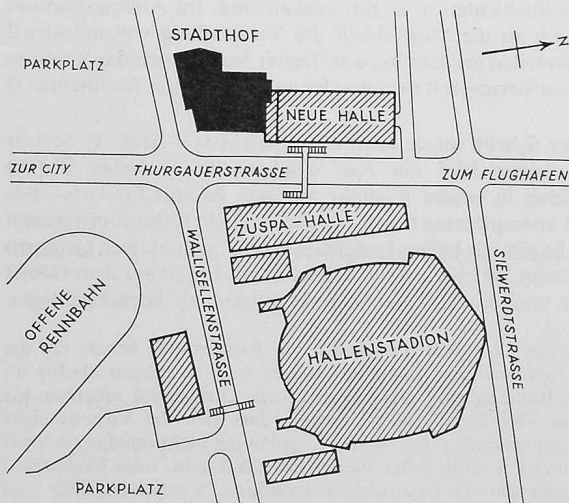 STADTHOF
PARKPLATZ
N
NEUE HALLE
ZUR CITY
THURGAUERSTRASSE
ZUM FLUGHAFEN
ZÜSPA-HALLE
WALLISELLENSTRASSE
OFFENE
RENNBAHN
HALLENSTADION
SIEWERDTSTRASSE
PARKPLATZ